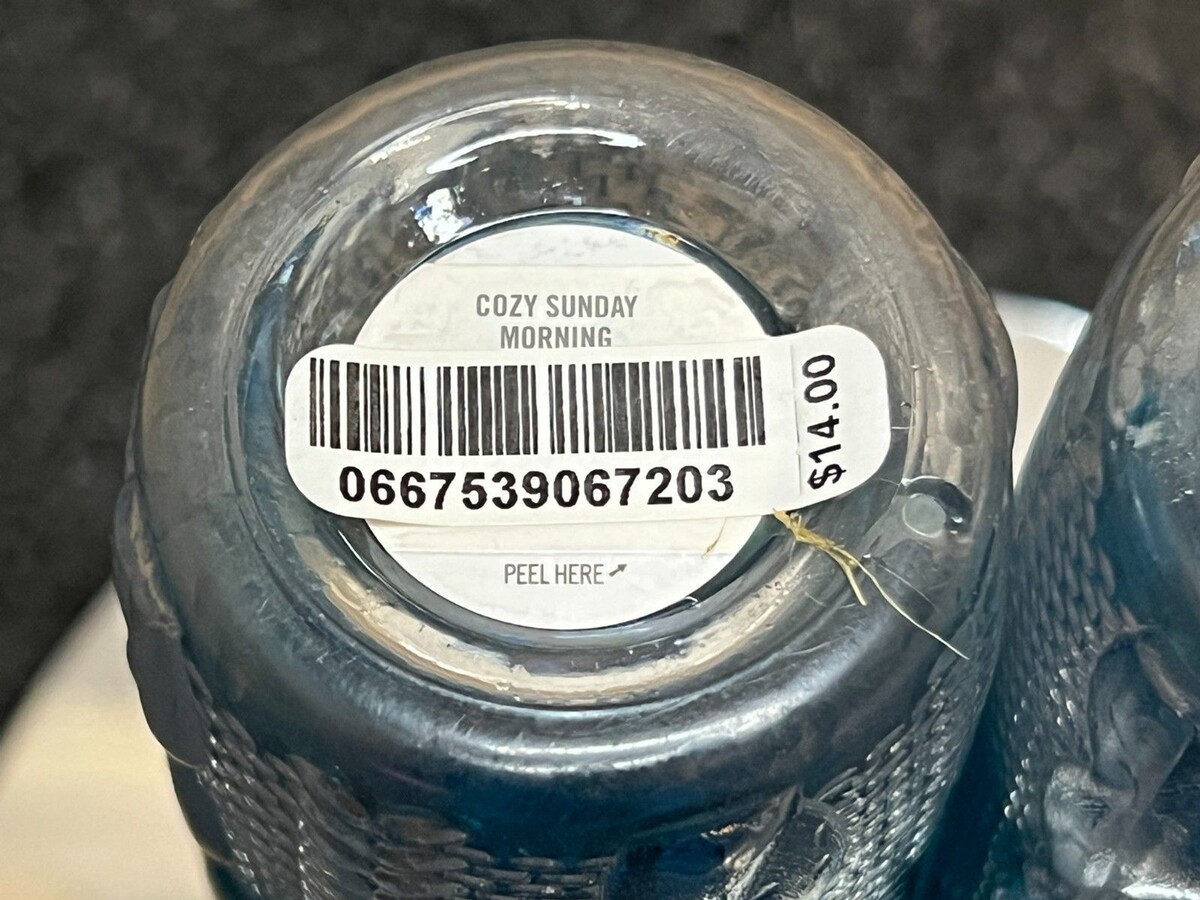 COZY SUNDAY
MORNING
0667539067203
$14.00
PEEL HERE